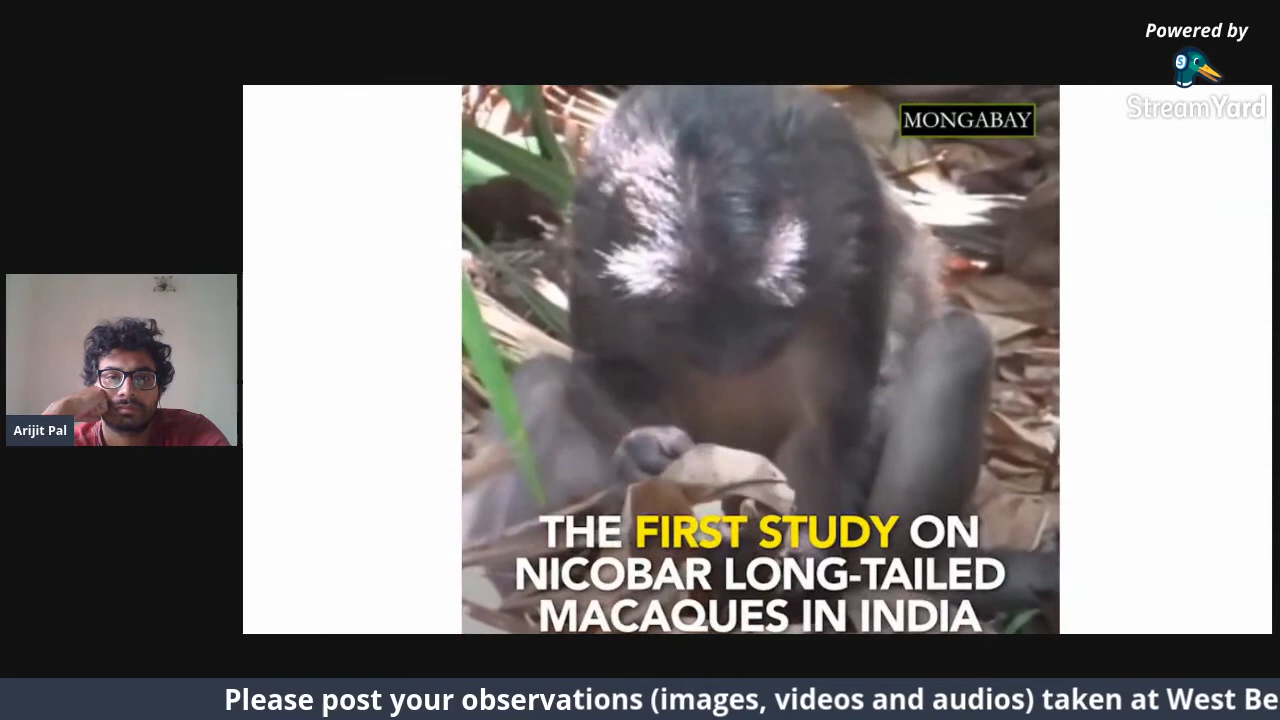 Powered by
StreamYard
MONGABAY
Arijit Pal
THE FIRST STUDY ON
NICOBAR LONG-TAILED
MACAQUES IN INDIA
Please post your observations (images, videos and audios) taken at West Be